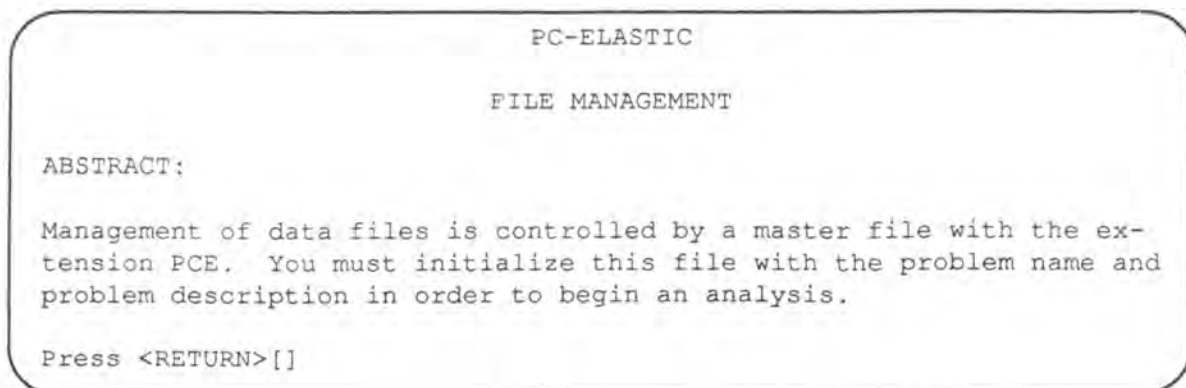 PC-ELASTIC
FILE MANAGEMENT
ABSTRACT:
Management of data files is controlled by a master file with the ex-
tension PCE. You must initialize this file with the problem name and
problem description in order to begin an analysis.
Press <RETURN>[]